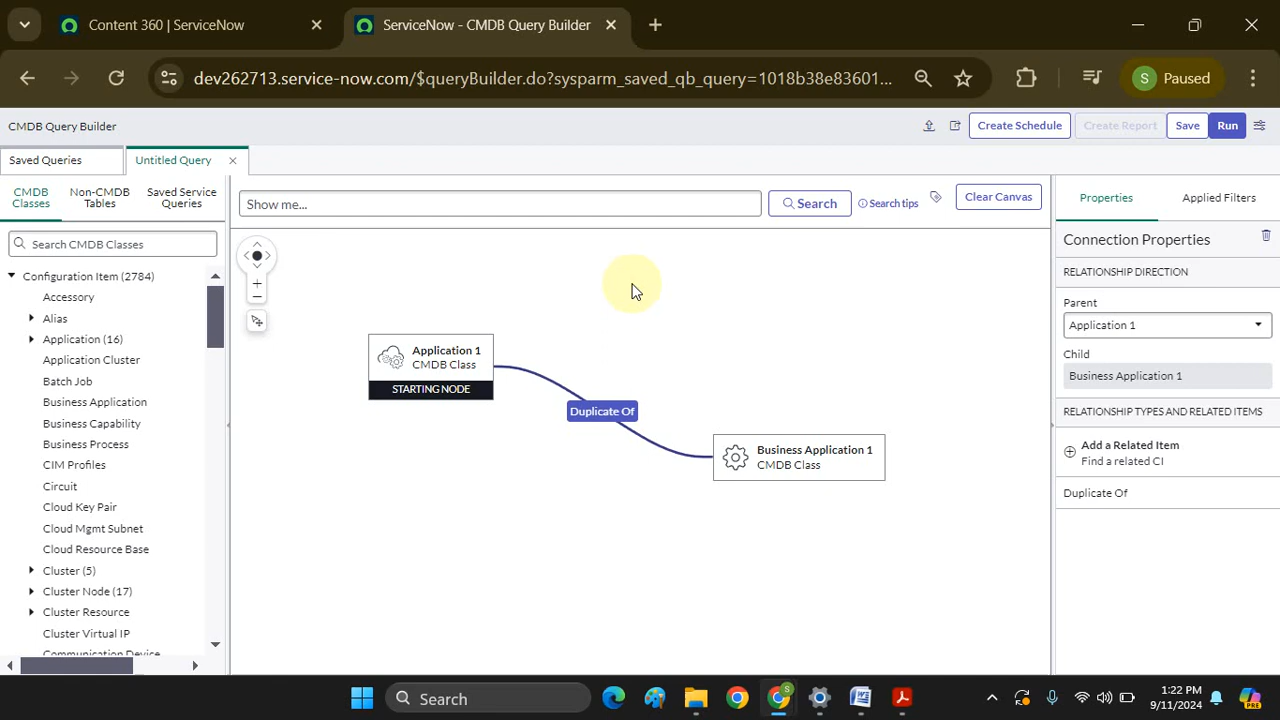 Content 360 | ServiceNow
ServiceNow - CMDB Query Builder
dev262713.service-now.com/$queryBuilder.do?sysparm_saved_qb_query=1018b38e83601...
S Paused
CMDB Query Builder
Create Schedule
Create Report
Save
Run
Saved Queries
Untitled Query
CMDB Classes
Non-CMDB Tables
Saved Service Queries
Show me...
Search
Search tips
Clear Canvas
Properties
Applied Filters
Search CMDB Classes
Connection Properties
Configuration Item (2784)
Accessory
Alias
Application (16)
Application Cluster
Batch Job
Business Application
Business Capability
Business Process
CIM Profiles
Circuit
Cloud Key Pair
Cloud Mgmt Subnet
Cloud Resource Base
Cluster (5)
Cluster Node (17)
Cluster Resource
Cluster Virtual IP
Communication Device
Application 1
CMDB Class
STARTING NODE
Duplicate Of
Business Application 1
CMDB Class
RELATIONSHIP DIRECTION
Parent
Application 1
Child
Business Application 1
RELATIONSHIP TYPES AND RELATED ITEMS
Add a Related Item
Find a related CI
Duplicate Of
Search
1:22 PM
9/11/2024
PRE